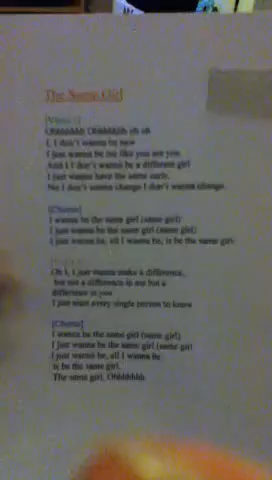 The Same Girl
[Verse 1]
Ohhhhhhh Ohhhhhhh oh oh
I, I don't wanna be new
I just wanna be me like you are you
And I I don't wanna be a different girl
I just wanna have the same curls
No I don't wanna change I don't wanna change
[Chorus]
I wanna be the same girl (same girl)
I just wanna be the same girl (same girl)
I just wanna be, all I wanna be, is be the same girl
Oh I, I just wanna make a difference,
but not a difference in me but a
difference in you
I just want every single person to know
[Chorus]
I wanna be the same girl (same girl)
I just wanna be the same girl (same girl
I just wanna be, all I wanna be
is be the same girl.
The same girl, Ohhhhhhh